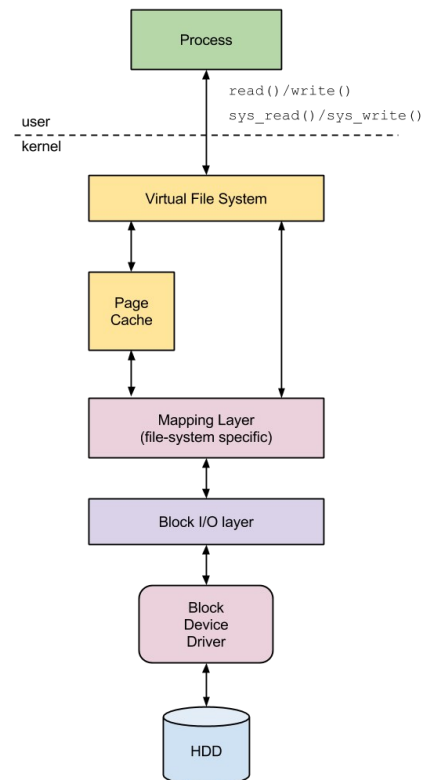 Process
read()/write()
sys_read()/sys_write()
user
kernel
Virtual File System
Page
Cache
Mapping Layer
(file-system specific)
Block I/O layer
Block
Device
Driver
HDD